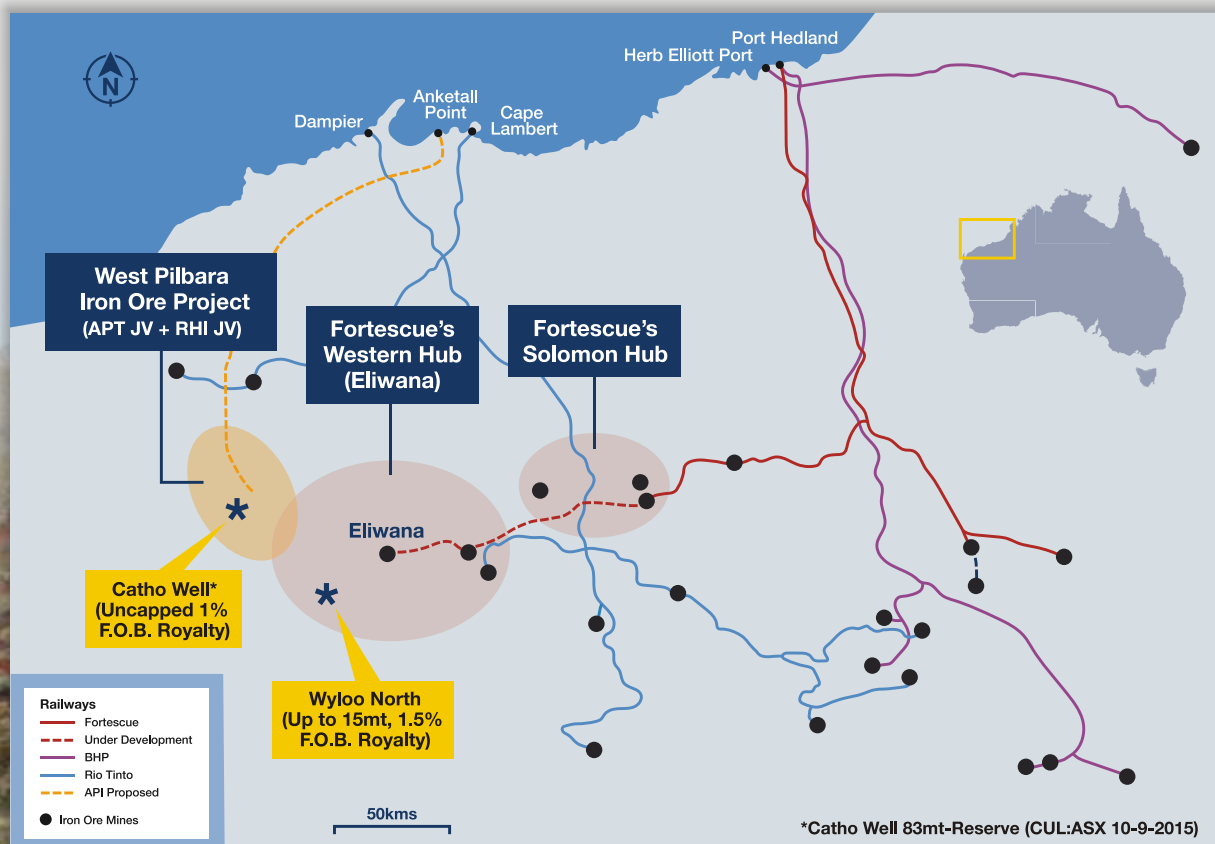 N
Port Hedland
Herb Elliott Port
Dampier
Anketall
Point
Cape
Lambert
West Pilbara
Iron Ore Project
(APT JV + RHI JV)
Fortescue's
Western Hub
(Eliwana)
Fortescue's
Solomon Hub
Eliwana
Catho Well*
(Uncapped 1%
F.O.B. Royalty)
Wyloo North
(Up to 15mt, 1.5%
F.O.B. Royalty)
Railways
Fortescue
Under Development
BHP
Rio Tinto
API Proposed
Iron Ore Mines
50kms
*Catho Well 83mt-Reserve (CUL:ASX 10-9-2015)